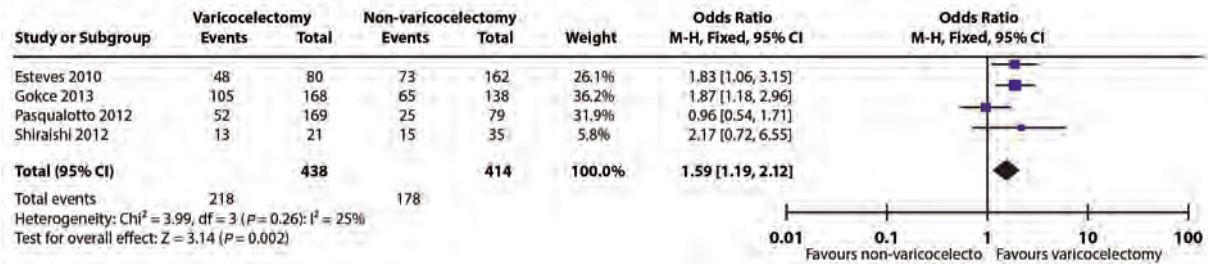 Varicocelectomy Non-varicocelectomy Odds Ratio Odds Ratio
Study or Subgroup Events Total Events Total Weight M-H, Fixed, 95% CI M-H, Fixed, 95% CI
Esteves 2010 48 80 73 162 26.1% 1.83 [1.06, 3.15]
Gokce 2013 105 168 65 138 36.2% 1.87 [1.18, 2.96]
Pasqualotto 2012 52 169 25 79 31.9% 0.96 [0.54, 1.71]
Shiraishi 2012 13 21 15 35 5.8% 2.17 [0.72, 6.55]
Total (95% CI) 438 414 100.0% 1.59 [1.19, 2.12]
Total events 218 178
Heterogeneity: Chi² = 3.99, df = 3 (P = 0.26): I² = 25%
Test for overall effect: Z = 3.14 (P = 0.002)
0.01 0.1 1 10 100
Favours non-varicocelecto Favours varicocelectomy